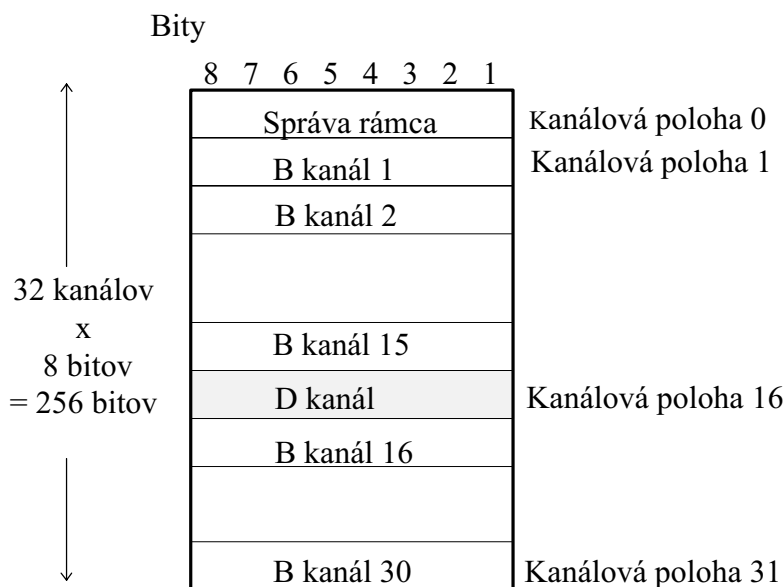 Bity
8 7 6 5 4 3 2 1
Správa rámca
Kanálová poloha 0
B kanál 1
Kanálová poloha 1
B kanál 2
32 kanálov
x
8 bitov
= 256 bitov
B kanál 15
D kanál
Kanálová poloha 16
B kanál 16
B kanál 30
Kanálová poloha 31